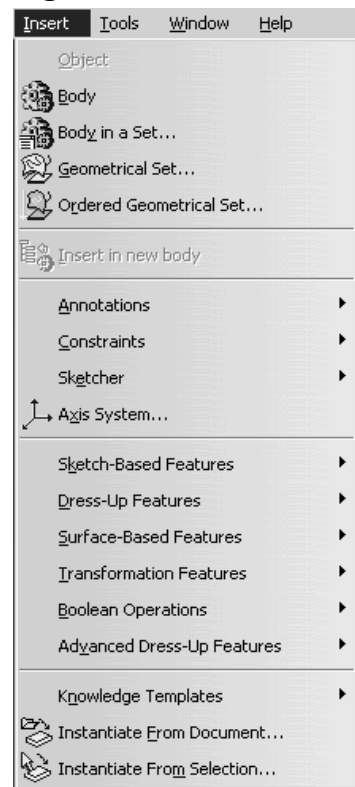 Insert Tools Window Help
Object
Body
Body in a Set...
Geometrical Set...
Ordered Geometrical Set...
Insert in new body
Annotations
Constraints
Sketcher
Axis System...
Sketch-Based Features
Dress-Up Features
Surface-Based Features
Transformation Features
Boolean Operations
Advanced Dress-Up Features
Knowledge Templates
Instantiate From Document...
Instantiate From Selection...